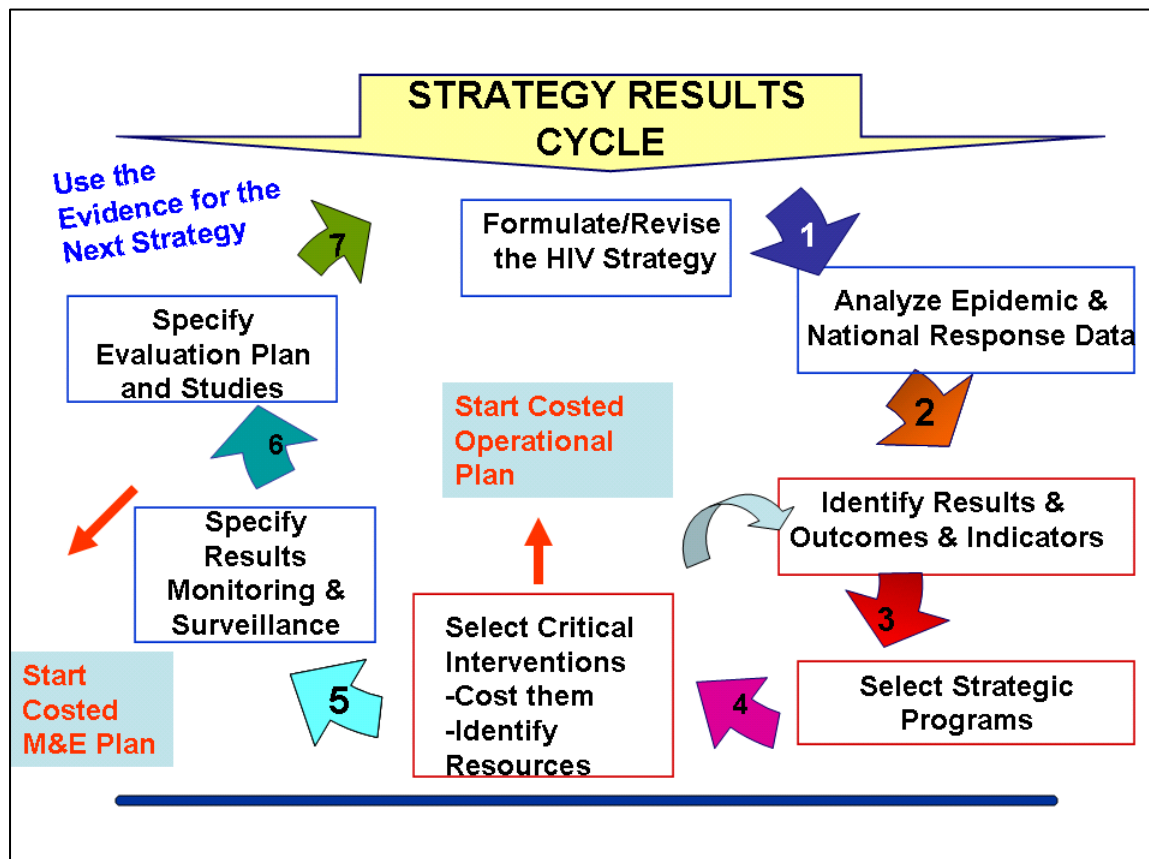 STRATEGY RESULTS
CYCLE
Use the
Evidence for the
Next Strategy
7
Formulate/Revise
the HIV Strategy
1
Analyze Epidemic &
National Response Data
Specify
Evaluation Plan
and Studies
2
Start Costed
Operational
Plan
6
Identify Results &
Outcomes & Indicators
Specify
Results
Monitoring &
Surveillance
3
Select Critical
Interventions
-Cost them
-Identify
Resources
Start
Costed
M&E Plan
5
4
Select Strategic
Programs